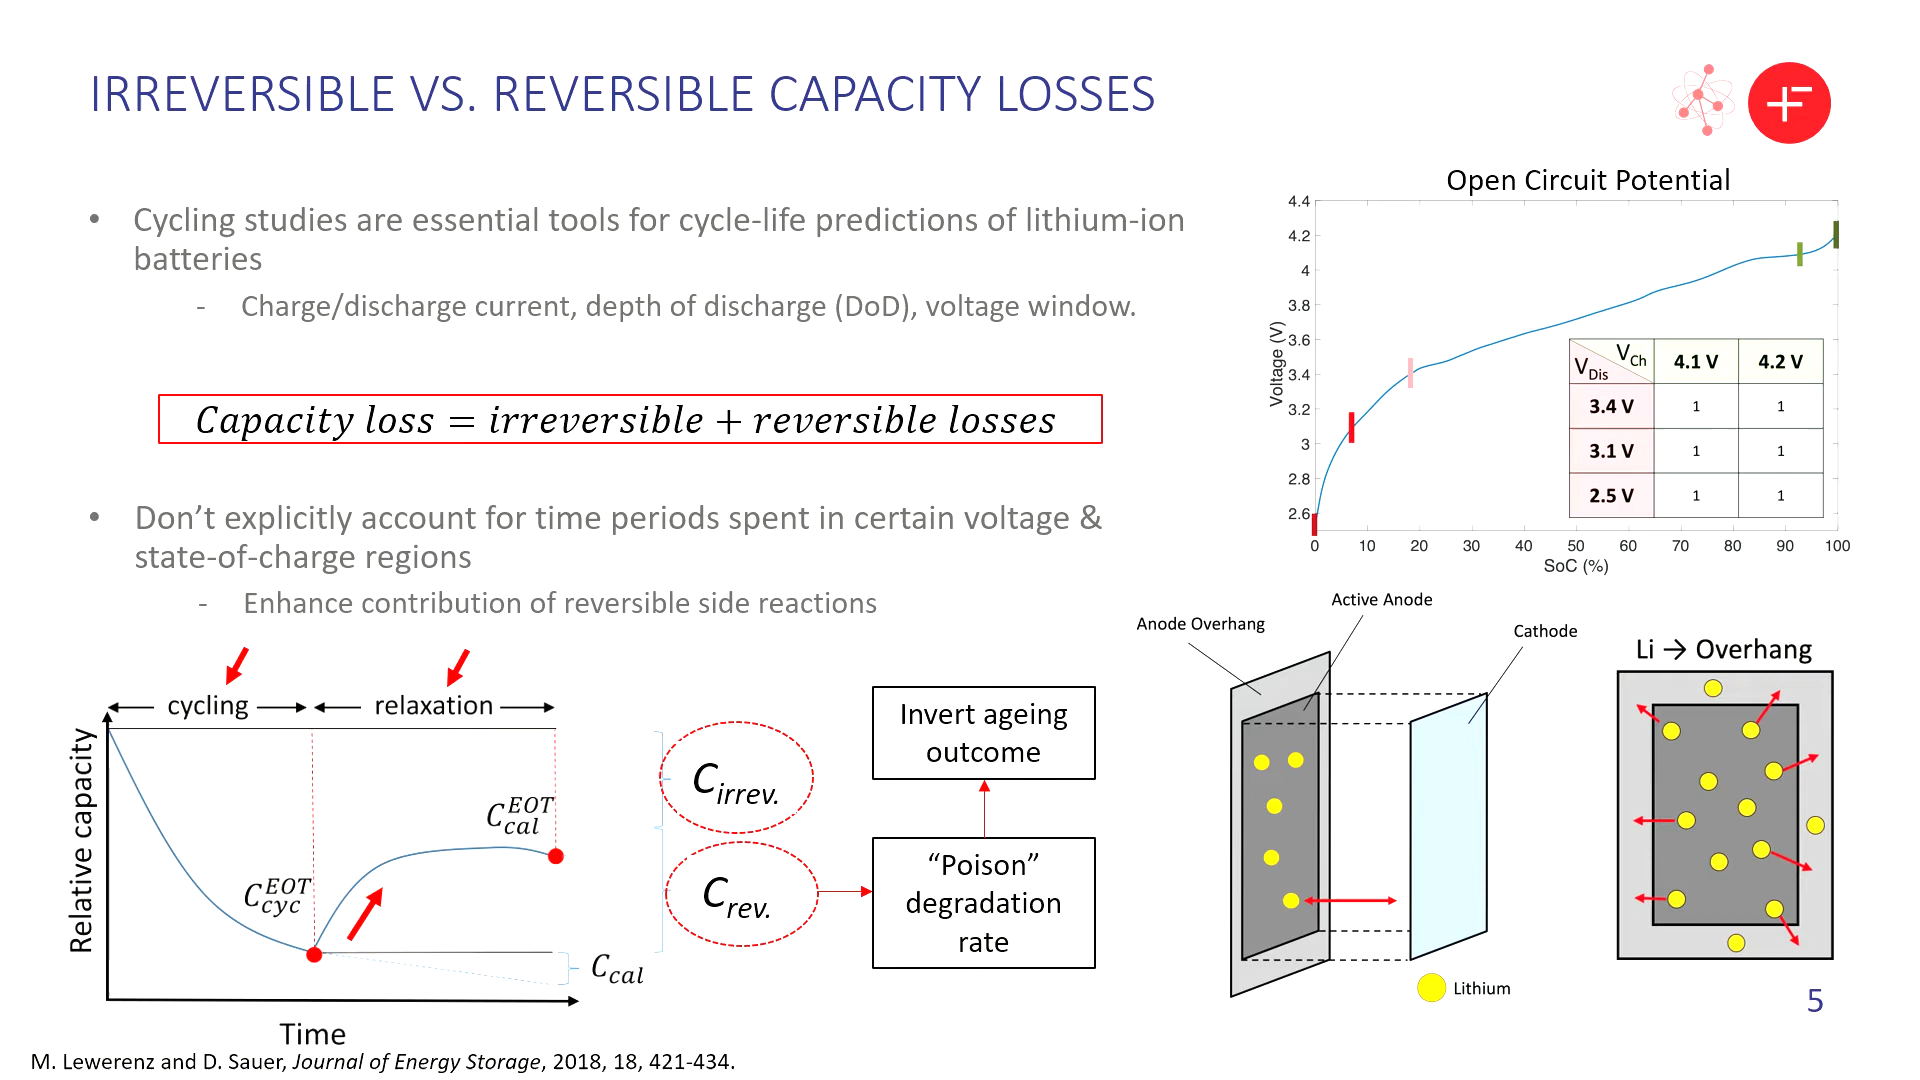 IRREVERSIBLE VS. REVERSIBLE CAPACITY LOSSES
• Cycling studies are essential tools for cycle-life predictions of lithium-ion
batteries
- Charge/discharge current, depth of discharge (DoD), voltage window.
Capacity loss = irreversible + reversible losses
• Don’t explicitly account for time periods spent in certain voltage &
state-of-charge regions
- Enhance contribution of reversible side reactions
Open Circuit Potential
4.4
4.2
4
3.8
3.6
3.4
3.2
3
2.8
2.6
Voltage (V)
0 10 20 30 40 50 60 70 80 90 100
SoC (%)
V_Dis V_Ch 4.1 V 4.2 V
3.4 V 1 1
3.1 V 1 1
2.5 V 1 1
cycling relaxation
Relative capacity
C_cyc^EOT
C_cal^EOT
C_cal
Time
C_irrev.
C_rev.
Invert ageing
outcome
“Poison”
degradation
rate
Anode Overhang
Active Anode
Cathode
Lithium
Li → Overhang
5
M. Lewerenz and D. Sauer, Journal of Energy Storage, 2018, 18, 421-434.